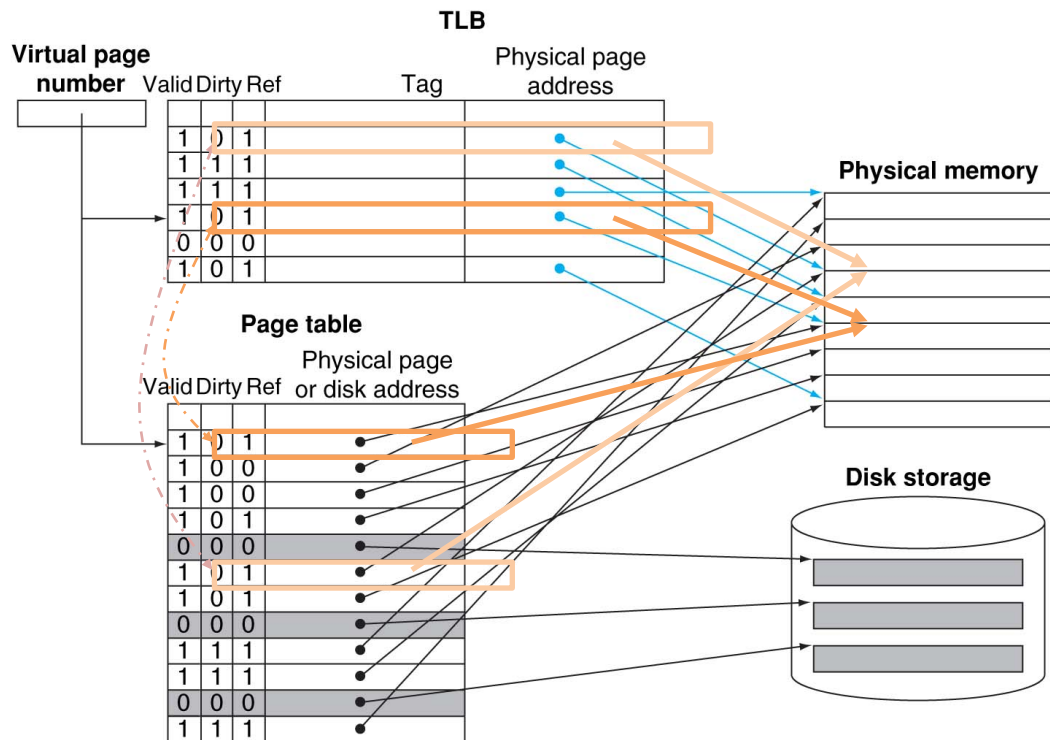 TLB
Virtual page
number
Valid Dirty Ref
Tag
Physical page
address
1 0 1
1 1 1
1 1 1
1 0 1
0 0 0
1 0 1
Physical memory
Page table
Physical page
or disk address
Valid Dirty Ref
1 0 1
1 0 0
1 0 0
1 0 1
0 0 0
1 0 1
1 0 1
0 0 0
1 1 1
1 1 1
0 0 0
1 1 1
Disk storage